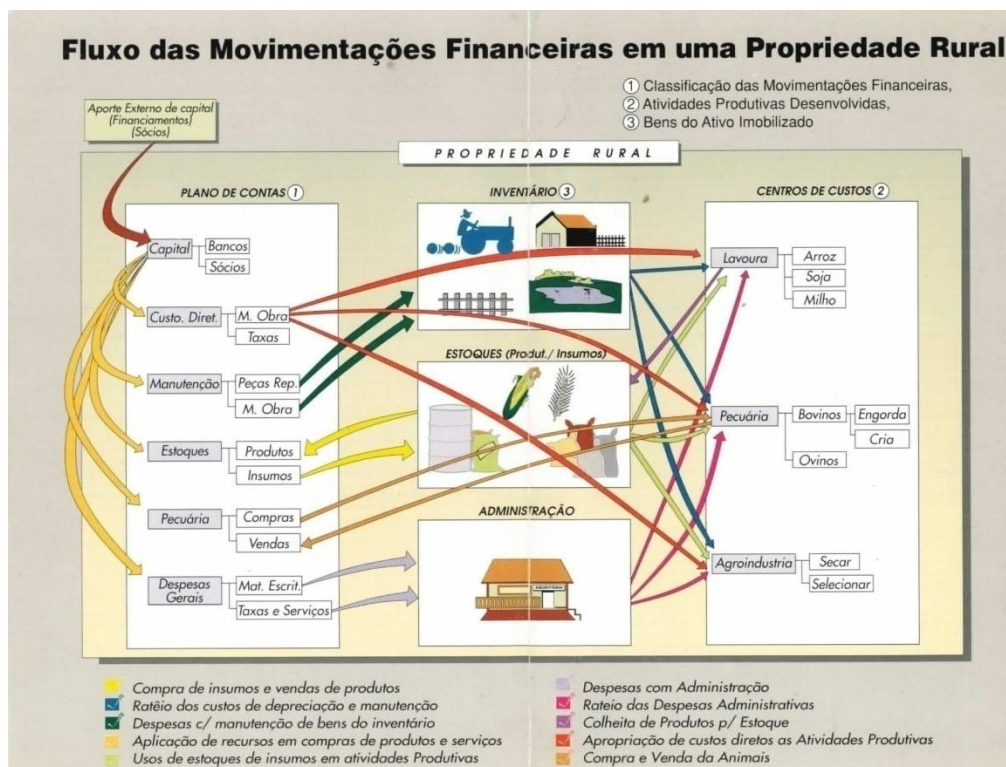 Fluxo das Movimentações Financeiras em uma Propriedade Rural
① Classificação das Movimentações Financeiras,
② Atividades Produtivas Desenvolvidas,
③ Bens do Ativo Imobilizado
Aporte Externo de capital
(Financiamentos)
(Sócios)
PROPRIEDADE RURAL
PLANO DE CONTAS ①
Capital
Bancos
Sócios
Custo. Diret.
M. Obra
Taxas
Manutenção
Peças Rep.
M. Obra
Estoques
Produtos
Insumos
Pecuária
Compras
Vendas
Despesas
Gerais
Mat. Escrit.
Taxas e Serviços
INVENTÁRIO ③
ESTOQUES (Produt./ Insumos)
ADMINISTRAÇÃO
CENTROS DE CUSTOS ②
Lavoura
Arroz
Soja
Milho
Pecuária
Bovinos
Engorda
Cria
Ovinos
Agroindustria
Secar
Selecionar
Compra de insumos e vendas de produtos
Ratêio dos custos de depreciação e manutenção
Despesas c/ manutenção de bens do inventário
Aplicação de recursos em compras de produtos e serviços
Usos de estoques de insumos em atividades Produtivas
Despesas com Administração
Rateio das Despesas Administrativas
Colheita de Produtos p/ Estoque
Apropriação de custos diretos as Atividades Produtivas
Compra e Venda da Animais